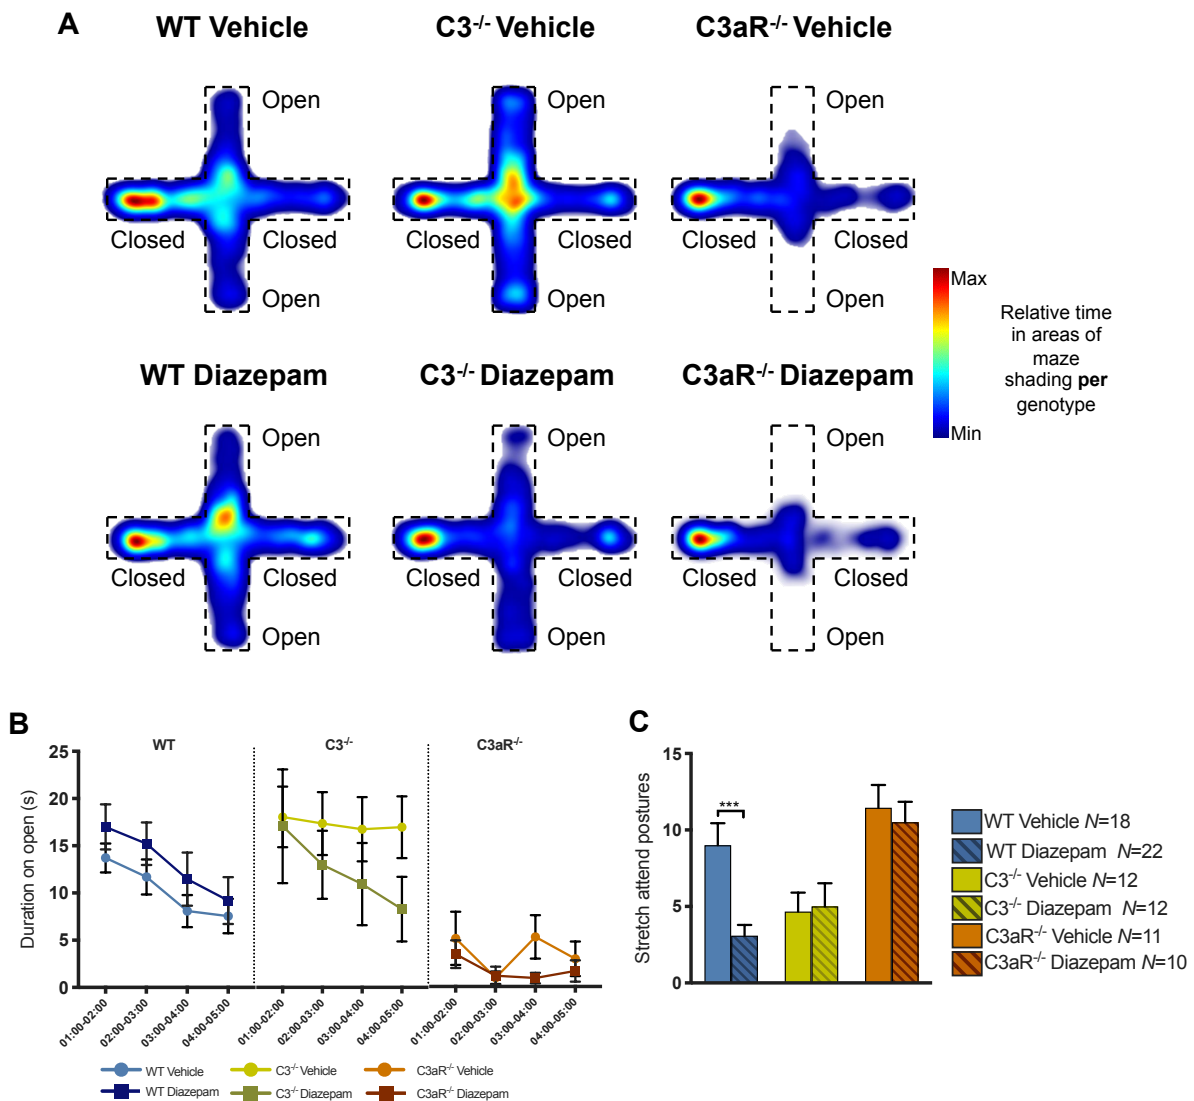 A
WT Vehicle
C3-/- Vehicle
C3aR-/- Vehicle
Open
Open
Open
Closed
Closed
Closed
Closed
Closed
Closed
Open
Open
Open
Max
Relative time
in areas of
maze
shading per
genotype
Min
WT Diazepam
C3-/- Diazepam
C3aR-/- Diazepam
Open
Open
Open
Closed
Closed
Closed
Closed
Closed
Closed
Open
Open
Open
B
WT
C3-/-
C3aR-/-
Duration on open (s)
25
20
15
10
5
0
01:00-02:00
02:00-03:00
03:00-04:00
04:00-05:00
01:00-02:00
02:00-03:00
03:00-04:00
04:00-05:00
01:00-02:00
02:00-03:00
03:00-04:00
04:00-05:00
WT Vehicle
C3-/- Vehicle
C3aR-/- Vehicle
WT Diazepam
C3-/- Diazepam
C3aR-/- Diazepam
C
Stretch attend postures
15
10
5
0
***
WT Vehicle N=18
WT Diazepam N=22
C3-/- Vehicle N=12
C3-/- Diazepam N=12
C3aR-/- Vehicle N=11
C3aR-/- Diazepam N=10